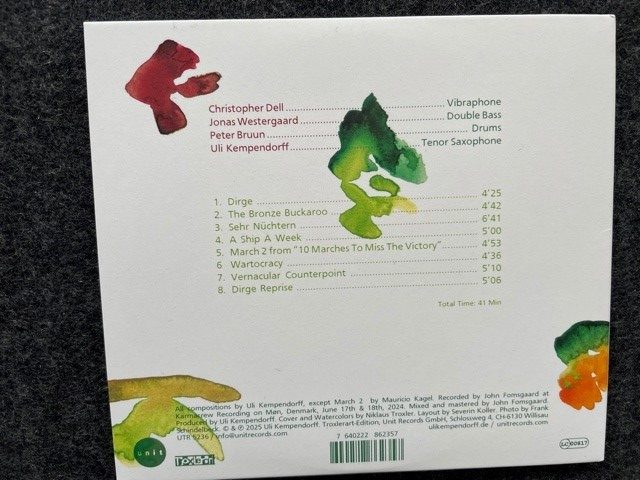 Christopher Dell........................................Vibraphone
Jonas Westergaard........................................Double Bass
Peter Bruun........................................Drums
Uli Kempendorff........................................Tenor Saxophone
1. Dirge........................................4'25
2. The Bronze Buckaroo........................................4'42
3. Sehr Nüchtern........................................6'41
4. A Ship A Week........................................5'00
5. March 2 from "10 Marches To Miss The Victory"..........4'53
6. Wartocracy........................................4'36
7. Vernacular Counterpoint........................................5'10
8. Dirge Reprise........................................5'06
Total Time: 41 Min
All compositions by Uli Kempendorff, except March 2 by Mauricio Kagel. Recorded by John Fomsgaard at
Karmacrew Recording on Møn, Denmark, June 17th & 18th, 2024. Mixed and mastered by John Fomsgaard.
Produced by Uli Kempendorff. Cover and Watercolors by Niklaus Troxler. Layout by Severin Koller. Photo by Frank
Schindelbeck. © & ℗ 2025 Uli Kempendorff. Troxlerart-Edition, Unit Records GmbH, Schlossweg 4, CH-6130 Willisau
UTR 5236 / info@unitrecords.com ulikempendorff.de / unitrecords.com
unit
Troxler
7 640222 862357
LC 00817